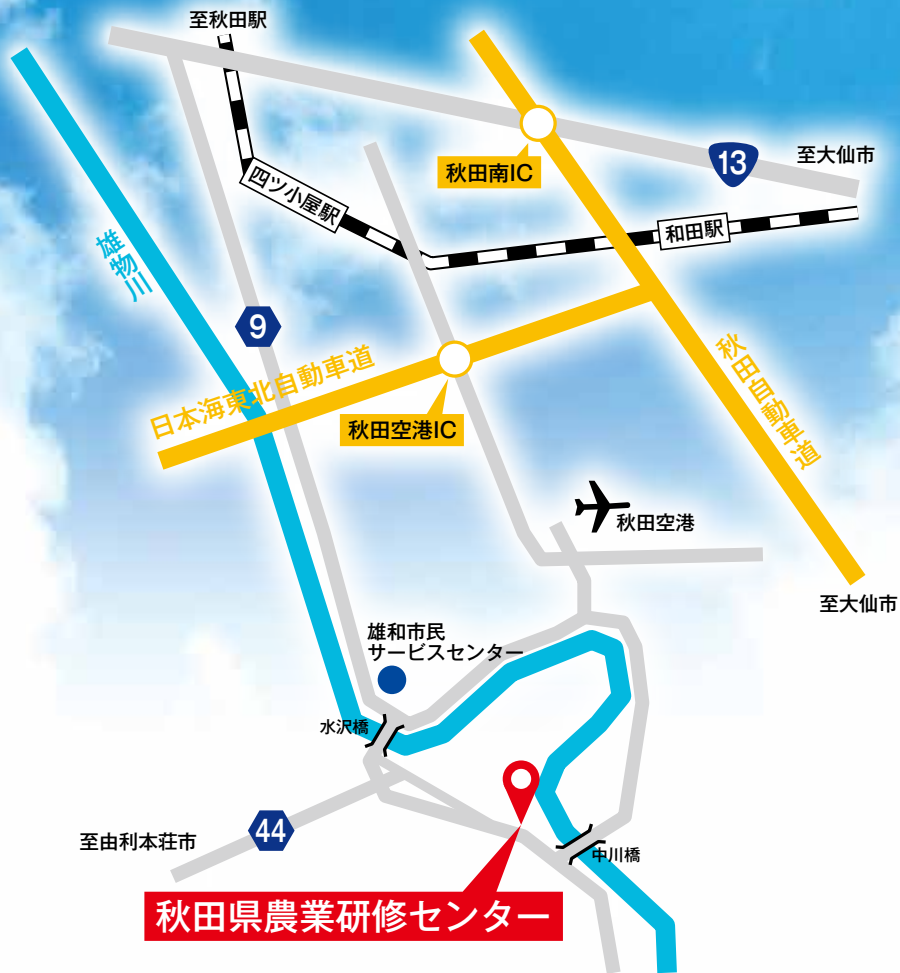 至秋田駅
秋田南IC
13
至大仙市
四ツ小屋駅
和田駅
雄物川
9
日本海東北自動車道
秋田自動車道
秋田空港IC
秋田空港
至大仙市
雄和市民
サービスセンター
水沢橋
44
至由利本荘市
中川橋
秋田県農業研修センター